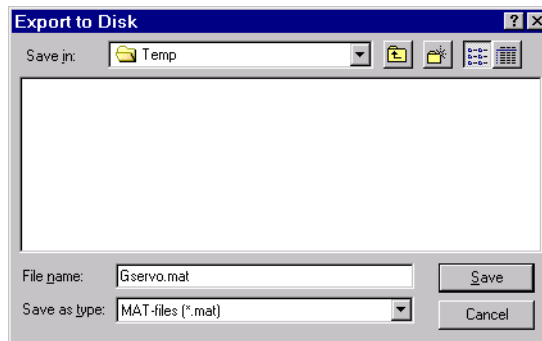 Export to Disk
Save in:
Temp
File name:
Gservo.mat
Save
Save as type:
MAT-files (*.mat)
Cancel